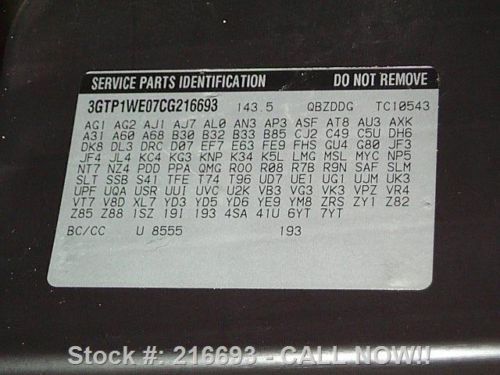 SERVICE PARTS IDENTIFICATION DO NOT REMOVE
3GTP1WE07CG216693 143.5 QBZDDG TC10543
AG1 AG2 AJ1 AJ7 AL0 AN3 AP3 ASF AT8 AU3 AXK
A31 A60 A68 B30 B32 B33 B85 CJ2 C49 C5U DH6
DK8 DL3 DRC D07 EF7 E63 FE9 FHS GU4 G80 JF3
JF4 JL4 KC4 KG3 KNP K34 K5L LMG MSL MYC NP5
NT7 NZ4 PDD PPA QMG R00 R08 R7B R9N SAF SLM
SLT SSB S4I TFE T74 T96 UD7 UE1 UG1 UJM UK3
UPF UQA USR UUI UVC U2K VB3 VG3 VK3 VPZ VR4
VT7 V8D XL7 YD3 YD5 YD6 YE9 YM8 ZRS ZY1 Z82
Z85 Z88 1SZ 19I 193 4SA 41U 6YT 7YT
BC/CC U 8555 193
Stock #: 216693 - CALL NOW!!